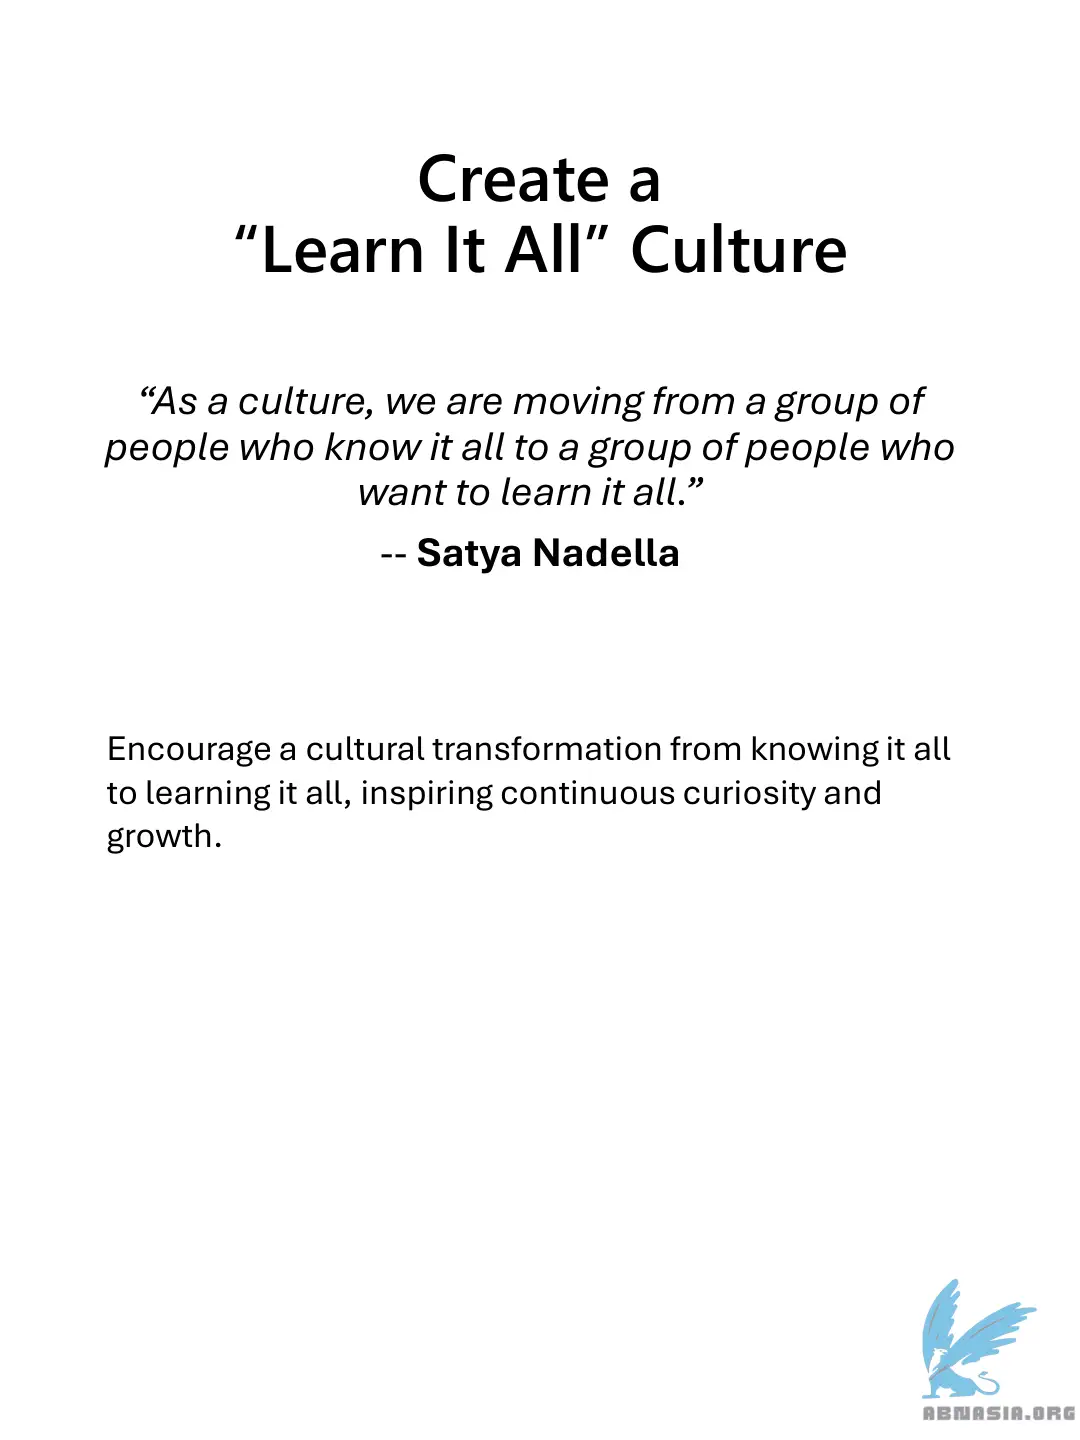 Create a
“Learn It All” Culture
“As a culture, we are moving from a group of
people who know it all to a group of people who
want to learn it all.”
-- Satya Nadella
Encourage a cultural transformation from knowing it all
to learning it all, inspiring continuous curiosity and
growth.
ABNASIA.ORG